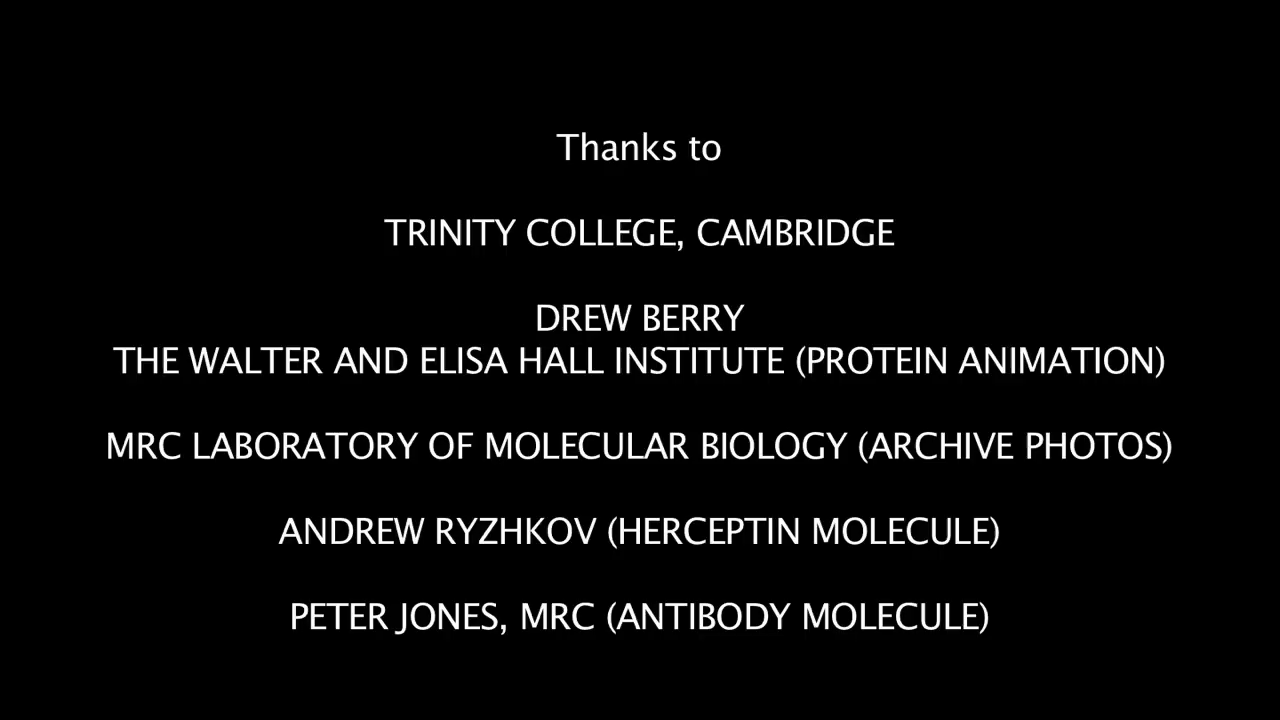 Thanks to
TRINITY COLLEGE, CAMBRIDGE
DREW BERRY
THE WALTER AND ELISA HALL INSTITUTE (PROTEIN ANIMATION)
MRC LABORATORY OF MOLECULAR BIOLOGY (ARCHIVE PHOTOS)
ANDREW RYZHKOV (HERCEPTIN MOLECULE)
PETER JONES, MRC (ANTIBODY MOLECULE)